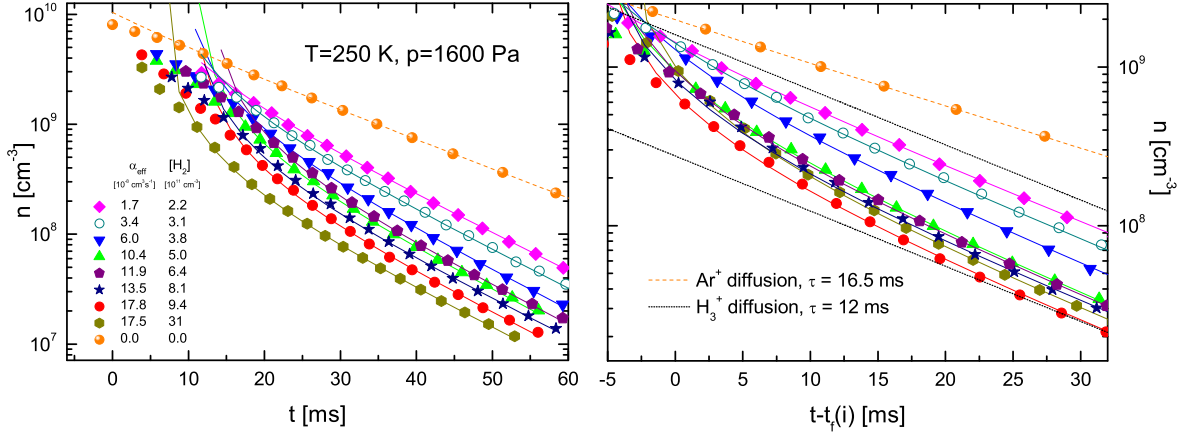 10^10
10^9
10^8
10^7
n [cm^-3]
T=250 K, p=1600 Pa
α_eff [H_2]
[10^-8 cm^3 s^-1] [10^11 cm^-3]
1.7 2.2
3.4 3.1
6.0 3.8
10.4 5.0
11.9 6.4
13.5 8.1
17.8 9.4
17.5 31
0.0 0.0
0 10 20 30 40 50 60
t [ms]
10^9
10^8
n [cm^-3]
Ar^+ diffusion, τ = 16.5 ms
H_3^+ diffusion, τ = 12 ms
-5 0 5 10 15 20 25 30
t-t_f(i) [ms]